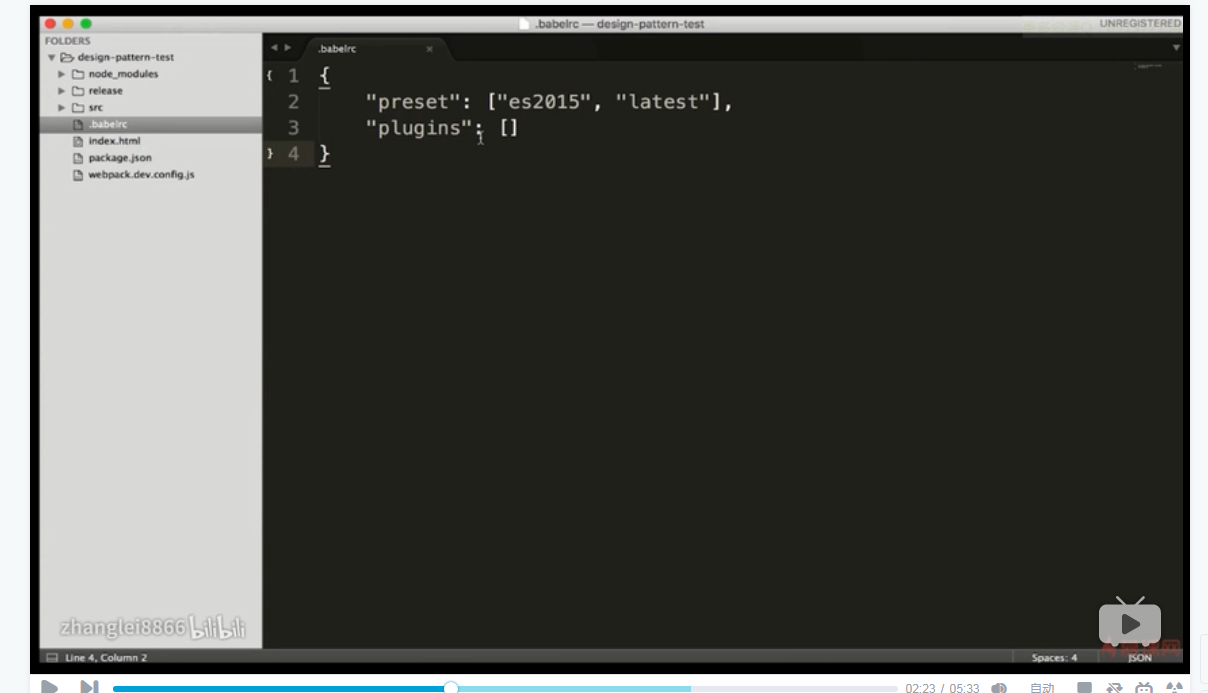 .babelrc — design-pattern-test
UNREGISTERED
FOLDERS
design-pattern-test
node_modules
release
src
.babelrc
index.html
package.json
webpack.dev.config.js
.babelrc
1 {
2 "preset": ["es2015", "latest"],
3 "plugins": []
4 }
zhanglei8866 bilibili
Line 4, Column 2
Spaces: 4
JSON
02:23 / 05:33
自动